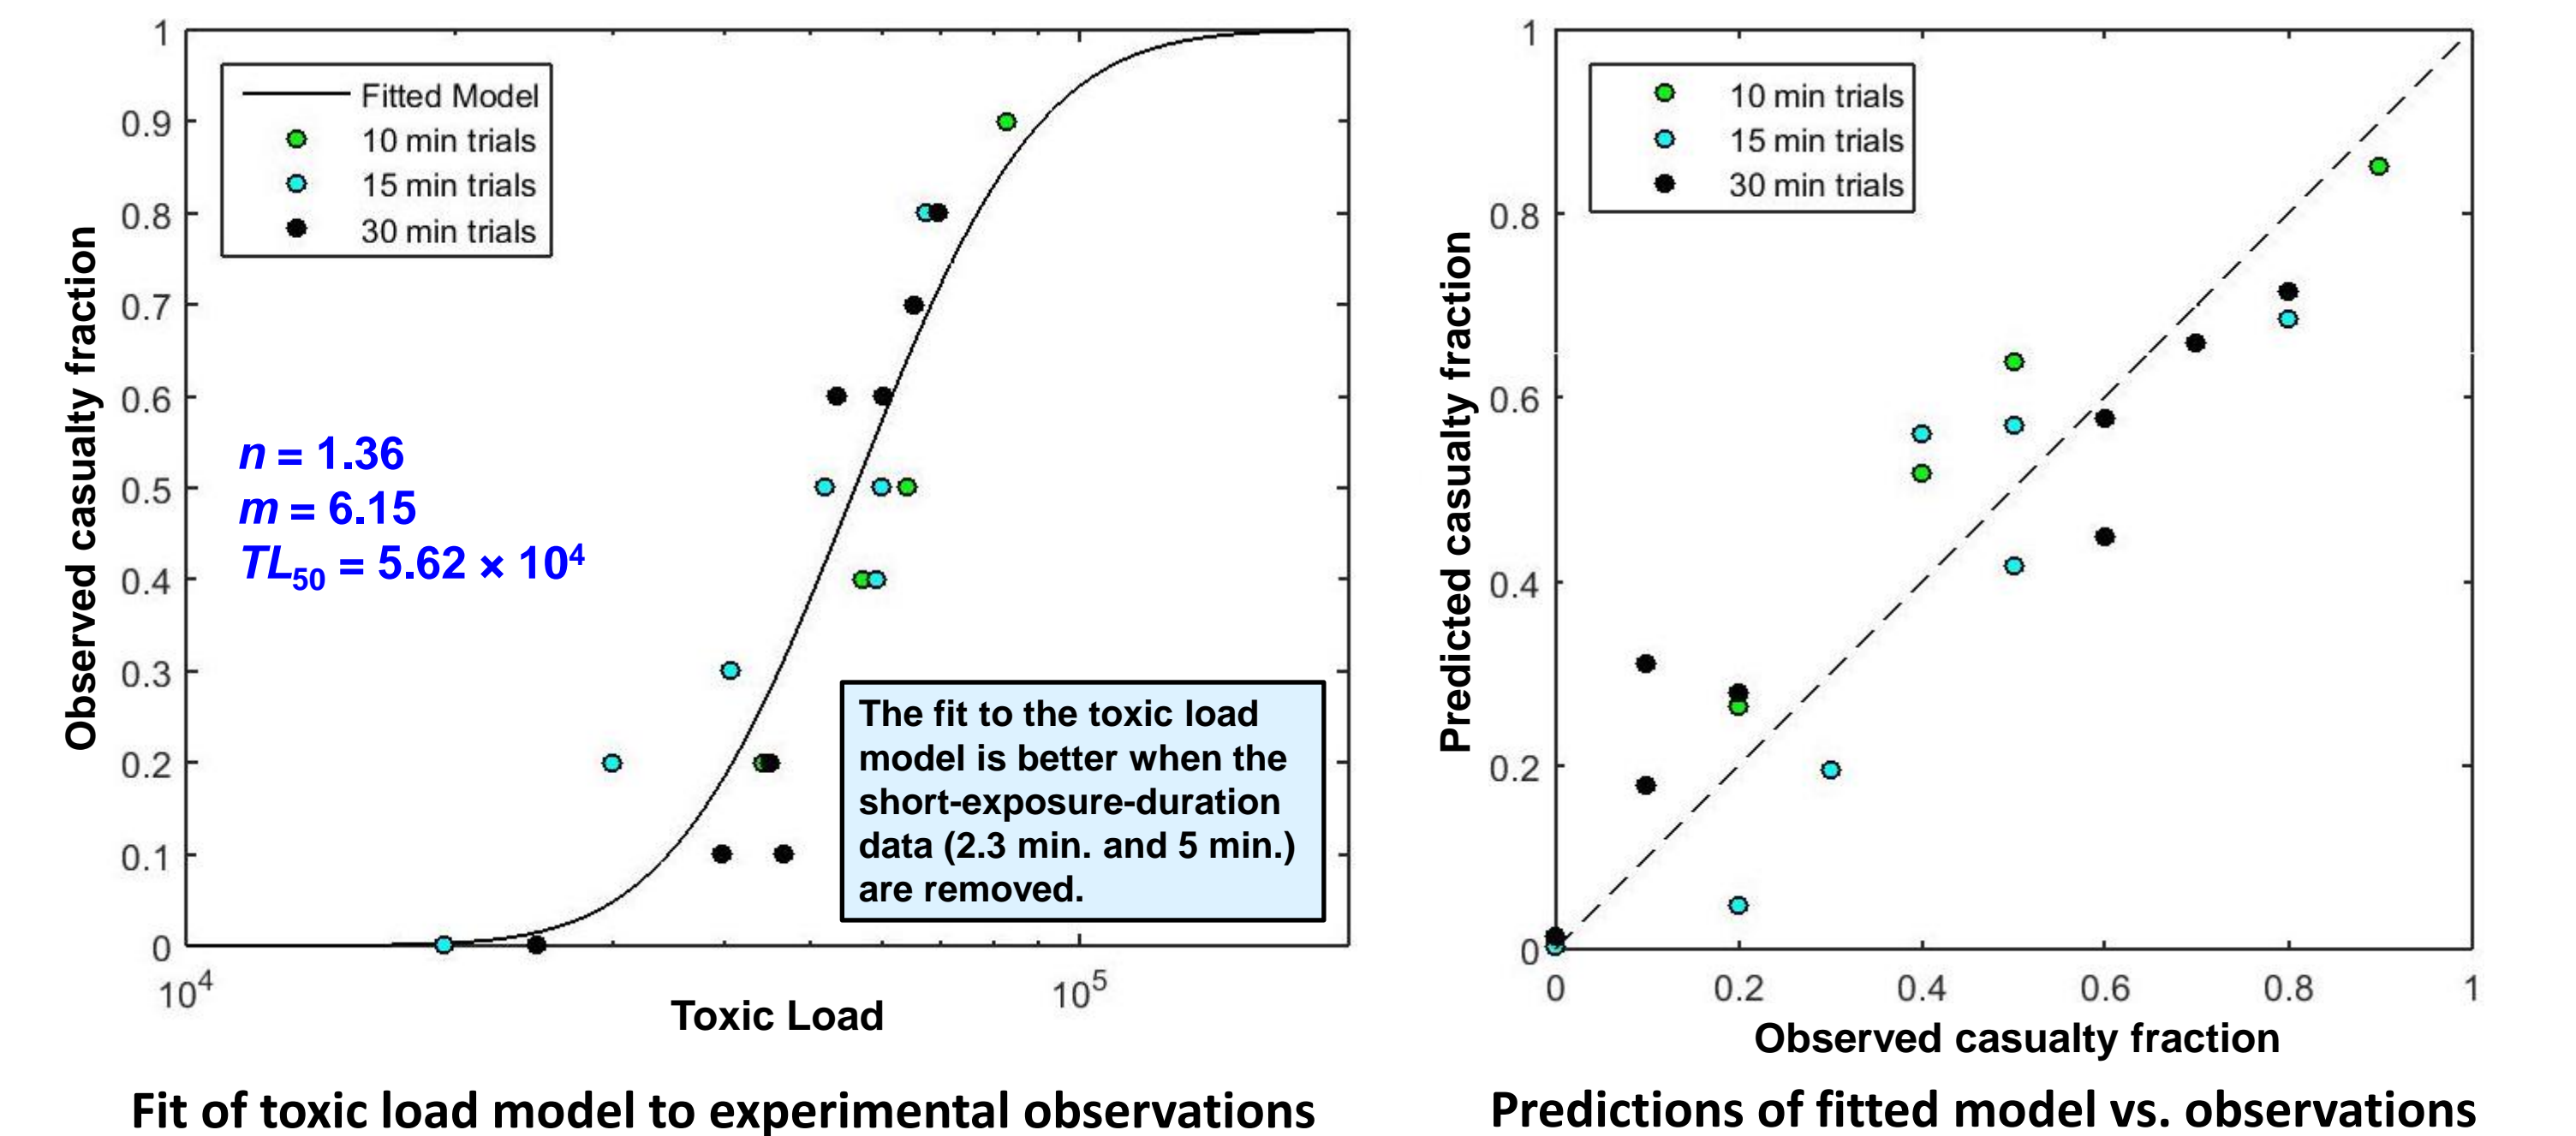 Observed casualty fraction
1
0.9
0.8
0.7
0.6
0.5
0.4
0.3
0.2
0.1
0
Fitted Model
10 min trials
15 min trials
30 min trials
n = 1.36
m = 6.15
TL₅₀ = 5.62 × 10⁴
The fit to the toxic load
model is better when the
short-exposure-duration
data (2.3 min. and 5 min.)
are removed.
10⁴
10⁵
Toxic Load
Fit of toxic load model to experimental observations
Predicted casualty fraction
1
0.8
0.6
0.4
0.2
0
10 min trials
15 min trials
30 min trials
0 0.2 0.4 0.6 0.8 1
Observed casualty fraction
Predictions of fitted model vs. observations